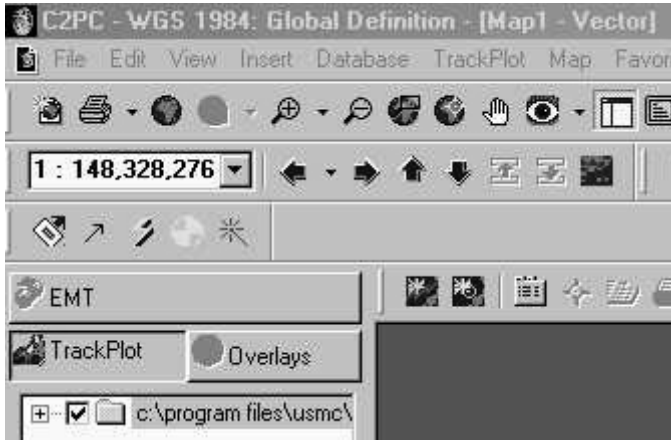 C2PC - WGS 1984: Global Definition - [Map1 - Vector]
File Edit View Insert Database TrackPlot Map Favor
1 : 148,328,276
EMT
TrackPlot Overlays
c:\program files\usmc\